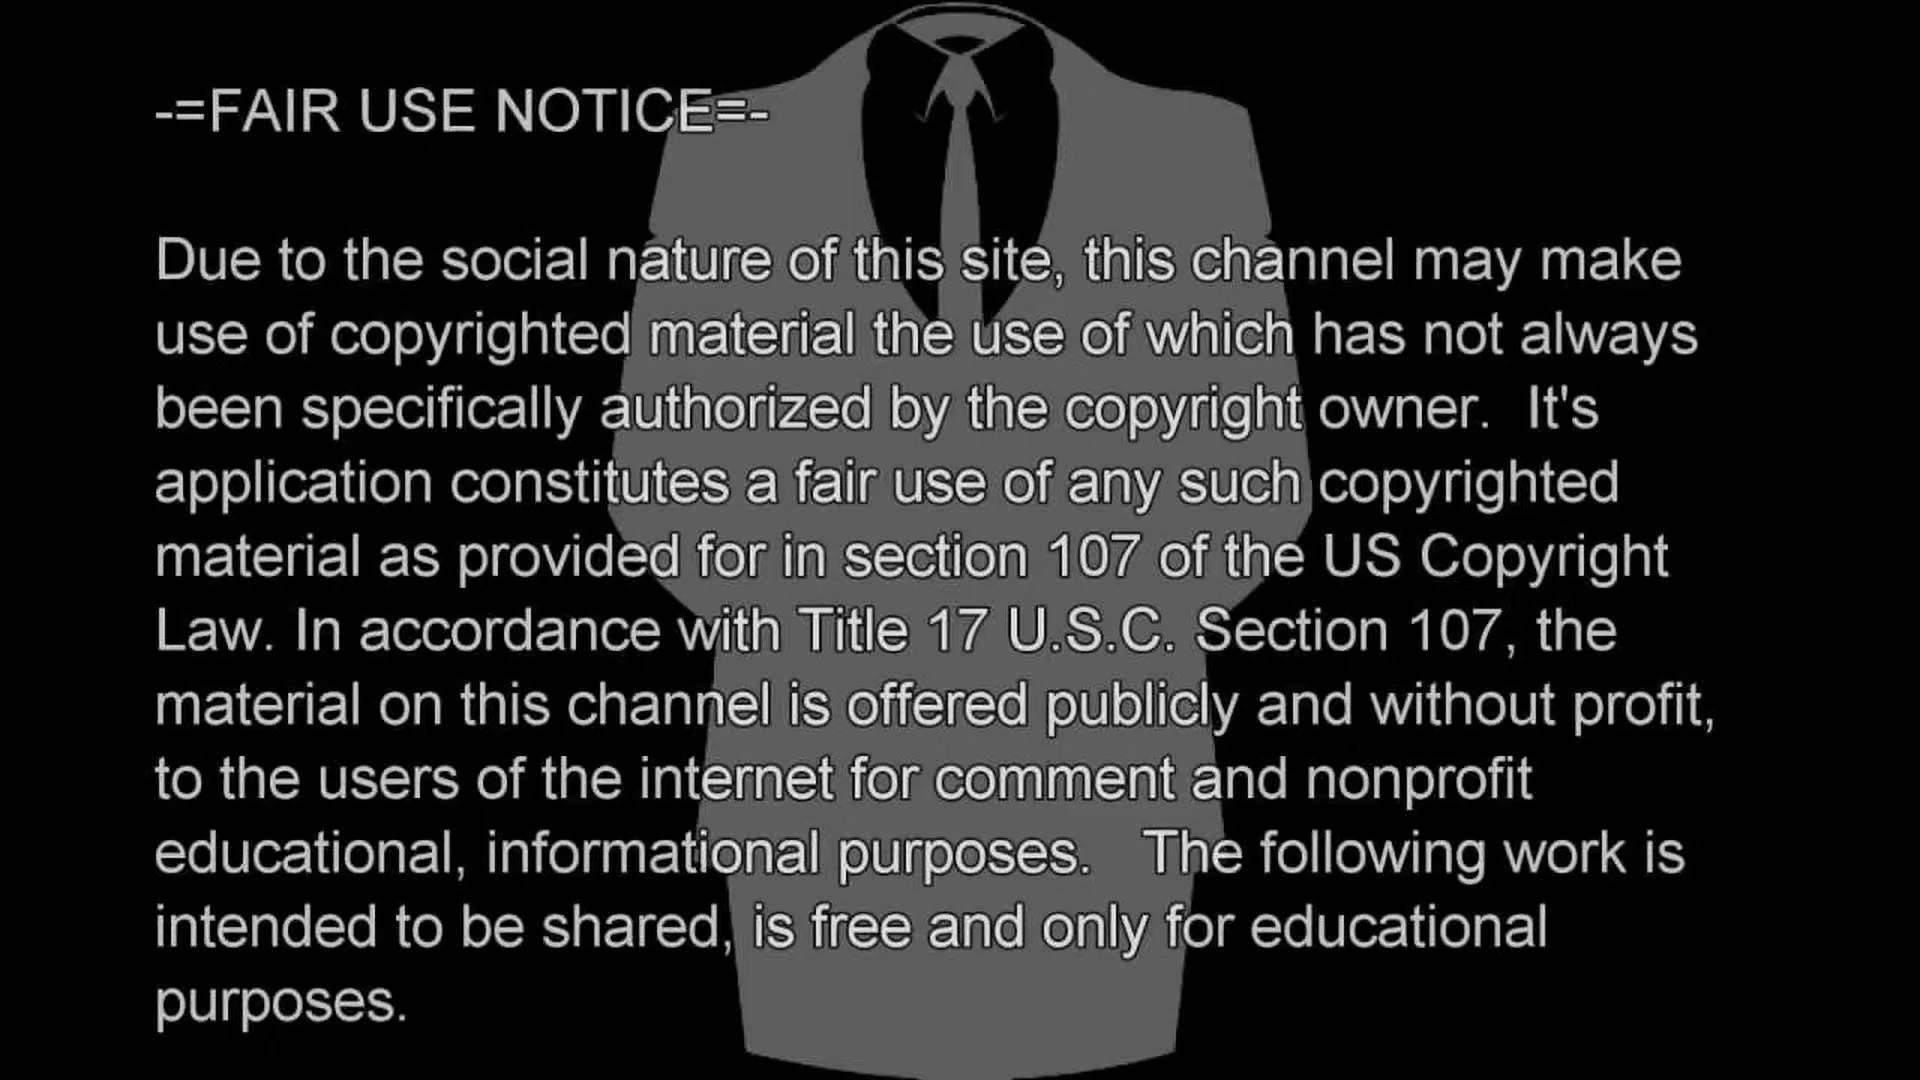 -=FAIR USE NOTICE=-
Due to the social nature of this site, this channel may make
use of copyrighted material the use of which has not always
been specifically authorized by the copyright owner.  It's
application constitutes a fair use of any such copyrighted
material as provided for in section 107 of the US Copyright
Law. In accordance with Title 17 U.S.C. Section 107, the
material on this channel is offered publicly and without profit,
to the users of the internet for comment and nonprofit
educational, informational purposes.   The following work is
intended to be shared, is free and only for educational
purposes.